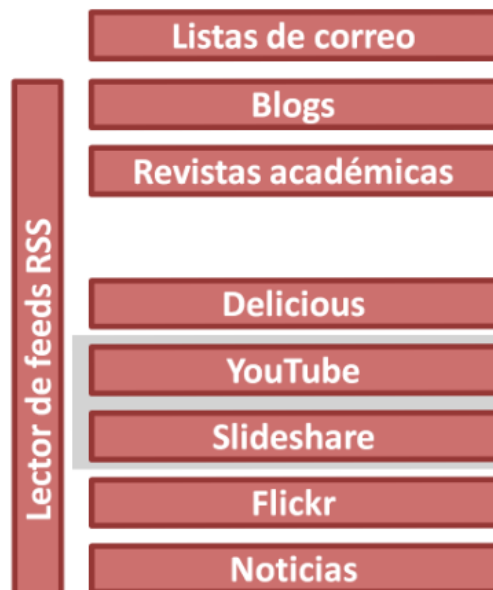 Listas de correo
Lector de feeds RSS
Blogs
Revistas académicas
Delicious
YouTube
Slideshare
Flickr
Noticias